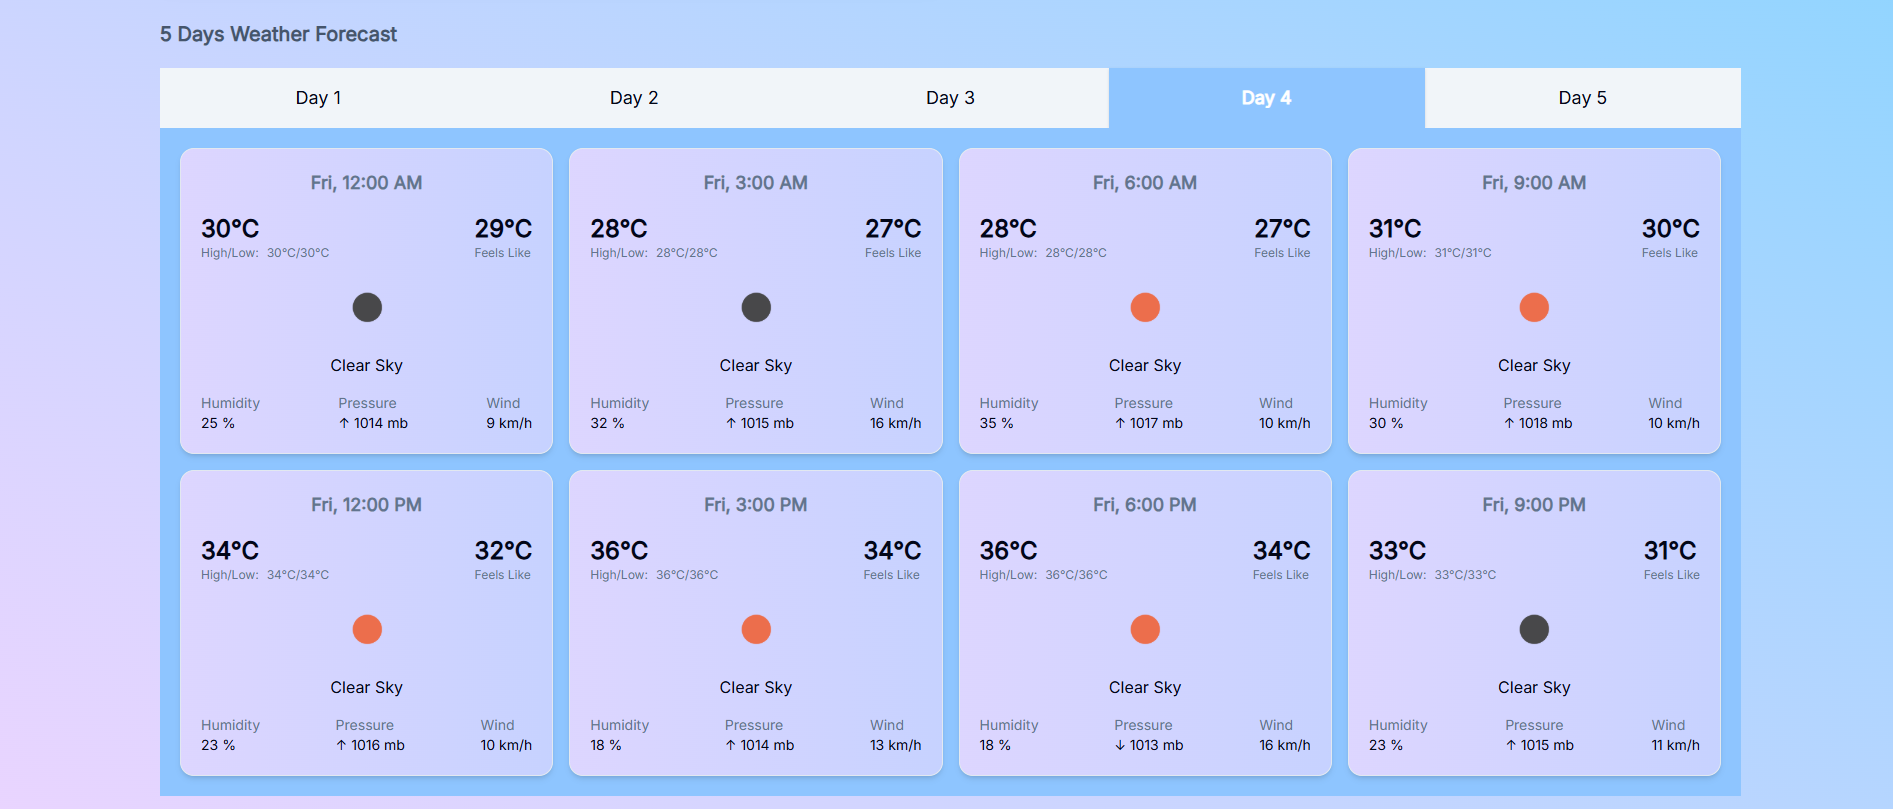 5 Days Weather Forecast
Day 1 Day 2 Day 3 Day 4 Day 5
Fri, 12:00 AM
30°C 29°C
High/Low: 30°C/30°C Feels Like
Clear Sky
Humidity Pressure Wind
25 % ↑ 1014 mb 9 km/h
Fri, 3:00 AM
28°C 27°C
High/Low: 28°C/28°C Feels Like
Clear Sky
Humidity Pressure Wind
32 % ↑ 1015 mb 16 km/h
Fri, 6:00 AM
28°C 27°C
High/Low: 28°C/28°C Feels Like
Clear Sky
Humidity Pressure Wind
35 % ↑ 1017 mb 10 km/h
Fri, 9:00 AM
31°C 30°C
High/Low: 31°C/31°C Feels Like
Clear Sky
Humidity Pressure Wind
30 % ↑ 1018 mb 10 km/h
Fri, 12:00 PM
34°C 32°C
High/Low: 34°C/34°C Feels Like
Clear Sky
Humidity Pressure Wind
23 % ↑ 1016 mb 10 km/h
Fri, 3:00 PM
36°C 34°C
High/Low: 36°C/36°C Feels Like
Clear Sky
Humidity Pressure Wind
18 % ↑ 1014 mb 13 km/h
Fri, 6:00 PM
36°C 34°C
High/Low: 36°C/36°C Feels Like
Clear Sky
Humidity Pressure Wind
18 % ↓ 1013 mb 16 km/h
Fri, 9:00 PM
33°C 31°C
High/Low: 33°C/33°C Feels Like
Clear Sky
Humidity Pressure Wind
23 % ↑ 1015 mb 11 km/h